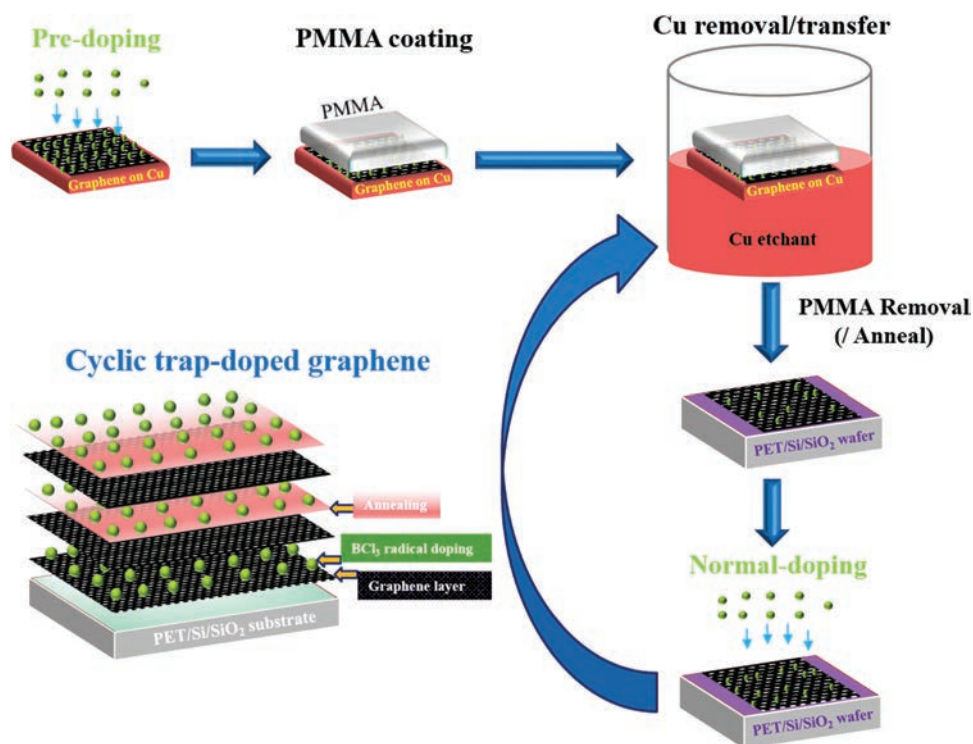 Pre-doping
PMMA coating
Cu removal/transfer
PMMA
Graphene on Cu
Graphene on Cu
Graphene on Cu
Cu etchant
PMMA Removal
(/ Anneal)
Cyclic trap-doped graphene
PET/Si/SiO₂ wafer
Annealing
BCl₃ radical doping
Graphene layer
PET/Si/SiO₂ substrate
Normal-doping
PET/Si/SiO₂ wafer